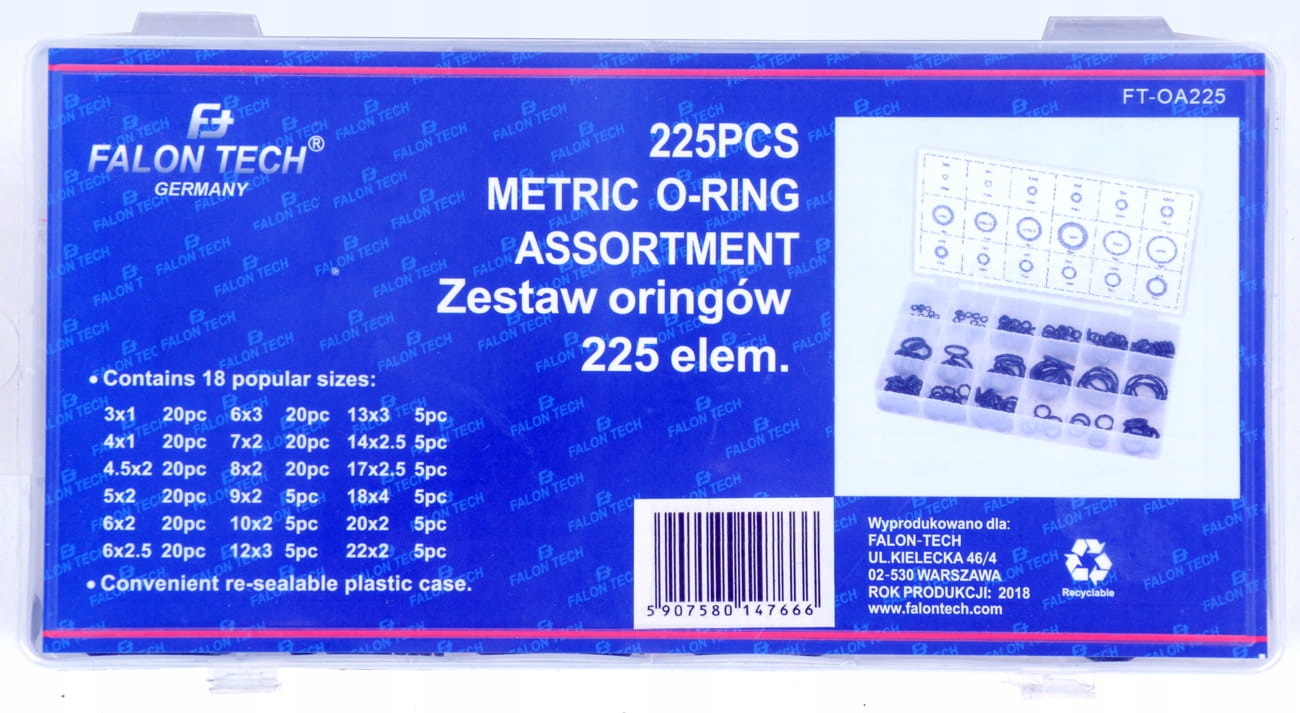 FT-OA225
FALON TECH®
GERMANY
225PCS
METRIC O-RING
ASSORTMENT
Zestaw oringów
225 elem.
• Contains 18 popular sizes:
3x1 20pc 6x3 20pc 13x3 5pc
4x1 20pc 7x2 20pc 14x2.5 5pc
4.5x2 20pc 8x2 20pc 17x2.5 5pc
5x2 20pc 9x2 5pc 18x4 5pc
6x2 20pc 10x2 5pc 20x2 5pc
6x2.5 20pc 12x3 5pc 22x2 5pc
• Convenient re-sealable plastic case.
5 907580 147666
Wyprodukowano dla:
FALON-TECH
UL.KIELECKA 46/4
02-530 WARSZAWA
ROK PRODUKCJI: 2018
www.falontech.com
Recyclable